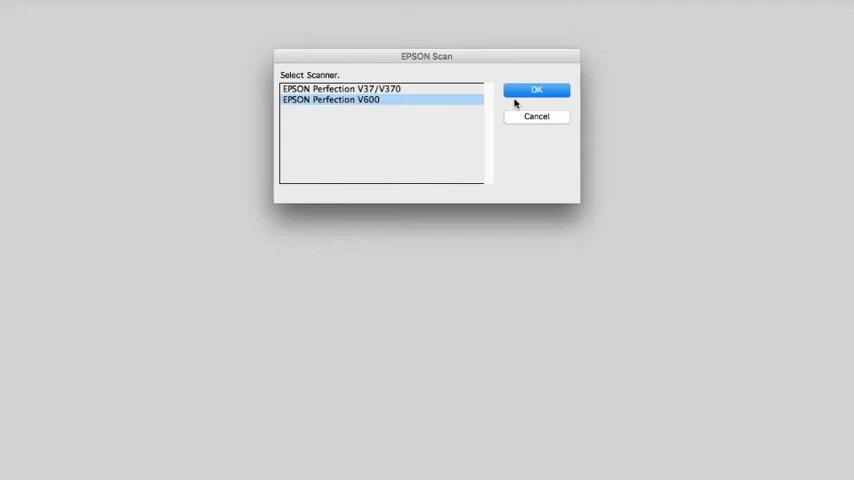 EPSON Scan
Select Scanner.
EPSON Perfection V37/V370
EPSON Perfection V600
OK
Cancel